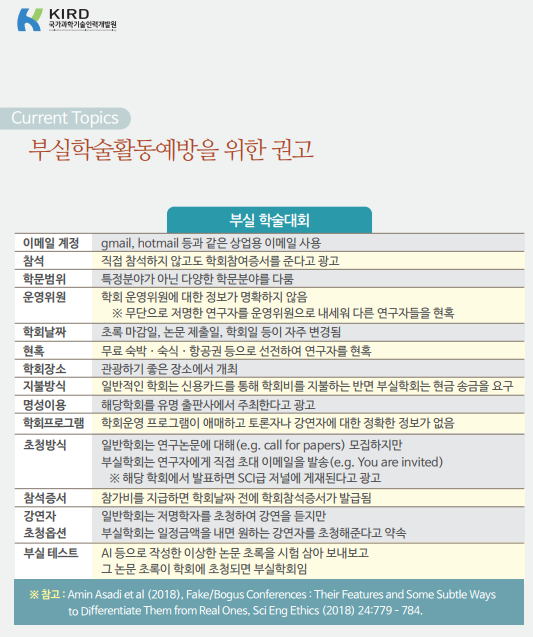 KIRD
국가과학기술인력개발원
Current Topics
부실학술활동예방을 위한 권고
부실 학술대회
이메일 계정 gmail, hotmail 등과 같은 상업용 이메일 사용
참석 직접 참석하지 않고도 학회참여증서를 준다고 광고
학문범위 특정분야가 아닌 다양한 학문분야를 다룸
운영위원 학회 운영위원에 대한 정보가 명확하지 않음
※ 무단으로 저명한 연구자를 운영위원으로 내세워 다른 연구자들을 현혹
학회날짜 초록 마감일, 논문 제출일, 학회일 등이 자주 변경됨
현혹 무료 숙박·숙식·항공권 등으로 선전하여 연구자를 현혹
학회장소 관광하기 좋은 장소에서 개최
지불방식 일반적인 학회는 신용카드를 통해 학회비를 지불하는 반면 부실학회는 현금 송금을 요구
명성이용 해당학회를 유명 출판사에서 주최한다고 광고
학회프로그램 학회운영 프로그램이 애매하고 토론자나 강연자에 대한 정확한 정보가 없음
초청방식 일반학회는 연구논문에 대해(e.g. call for papers) 모집하지만
부실학회는 연구자에게 직접 초대 이메일을 발송(e.g. You are invited)
※ 해당 학회에서 발표하면 SCI급 저널에 게재된다고 광고
참석증서 참가비를 지급하면 학회날짜 전에 학회참석증서가 발급됨
강연자 일반학회는 저명학자를 초청하여 강연을 듣지만
초청옵션 부실학회는 일정금액을 내면 원하는 강연자를 초청해준다고 약속
부실 테스트 AI 등으로 작성한 이상한 논문 초록을 시험 삼아 보내보고
그 논문 초록이 학회에 초청되면 부실학회임
※ 참고 : Amin Asadi et al (2018), Fake/Bogus Conferences : Their Features and Some Subtle Ways
to Differentiate Them from Real Ones, Sci Eng Ethics (2018) 24:779 - 784.